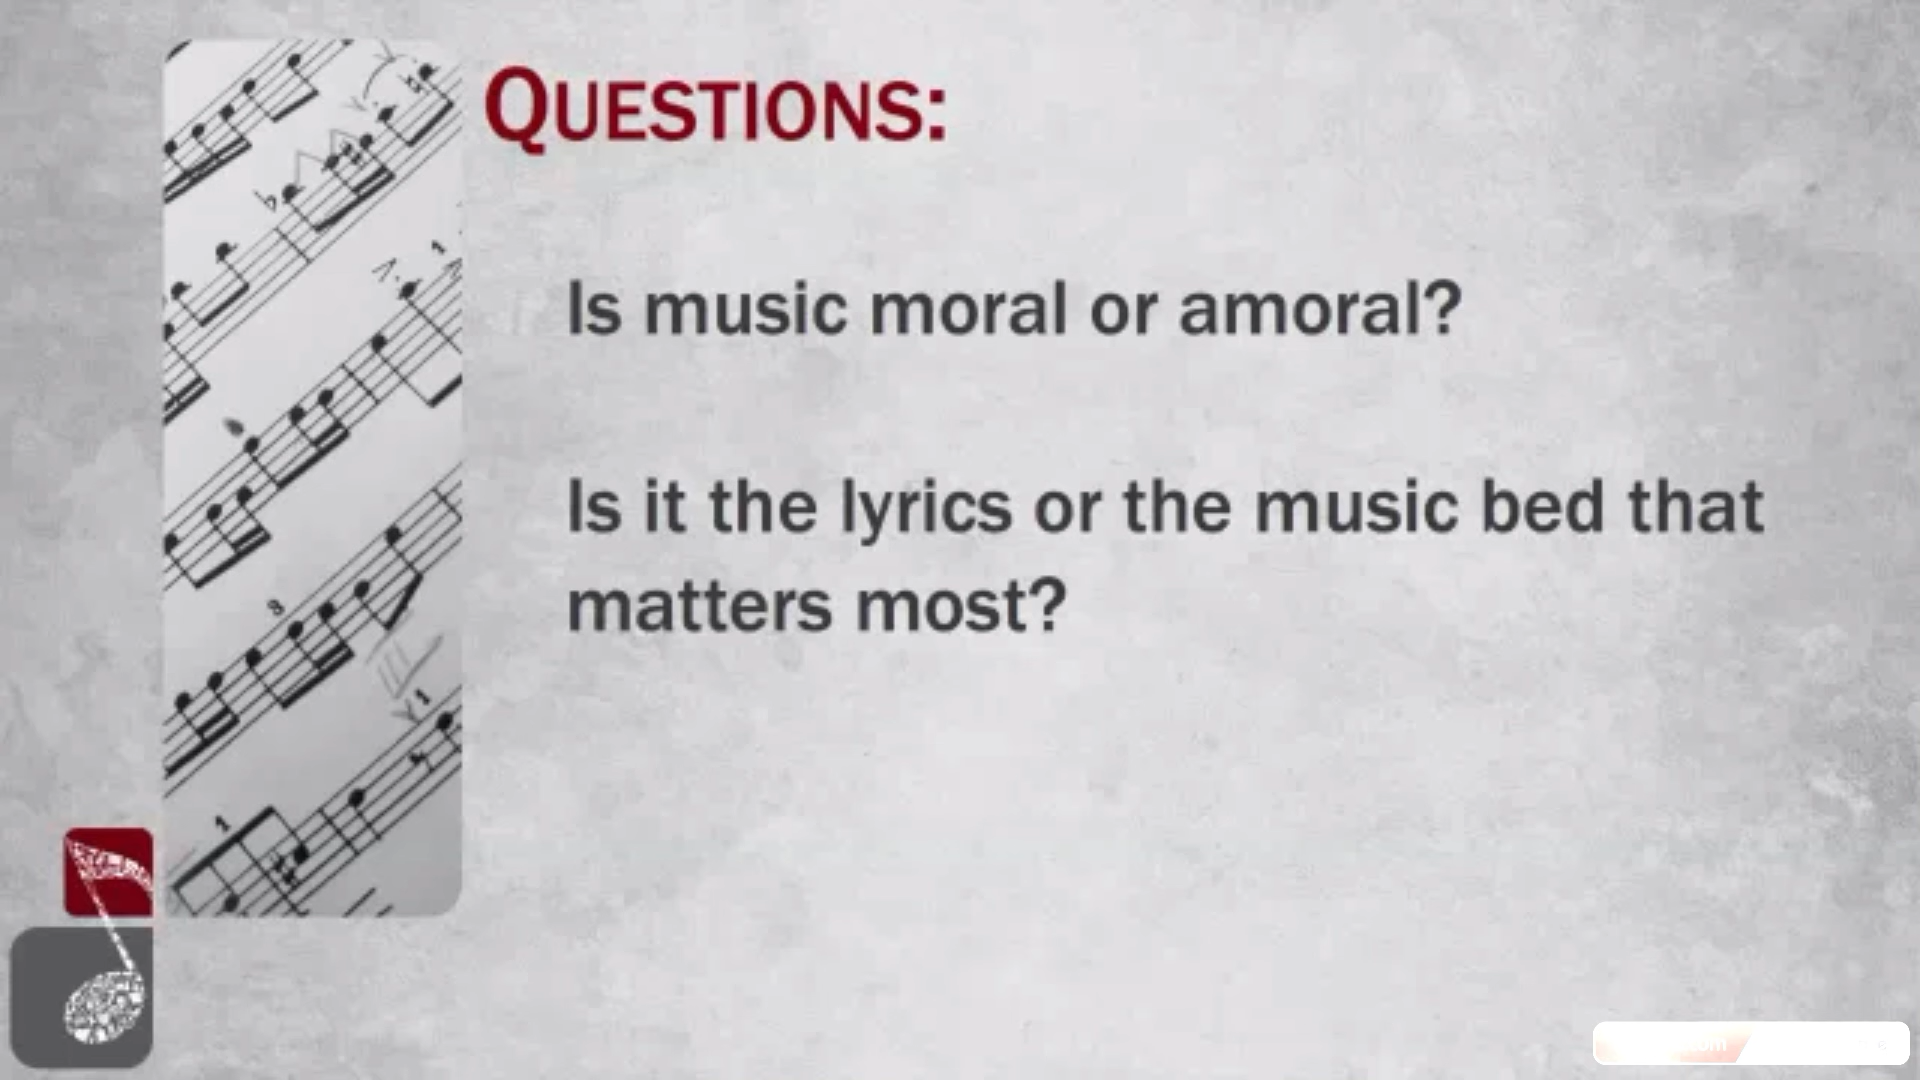 QUESTIONS:
Is music moral or amoral?
Is it the lyrics or the music bed that
matters most?